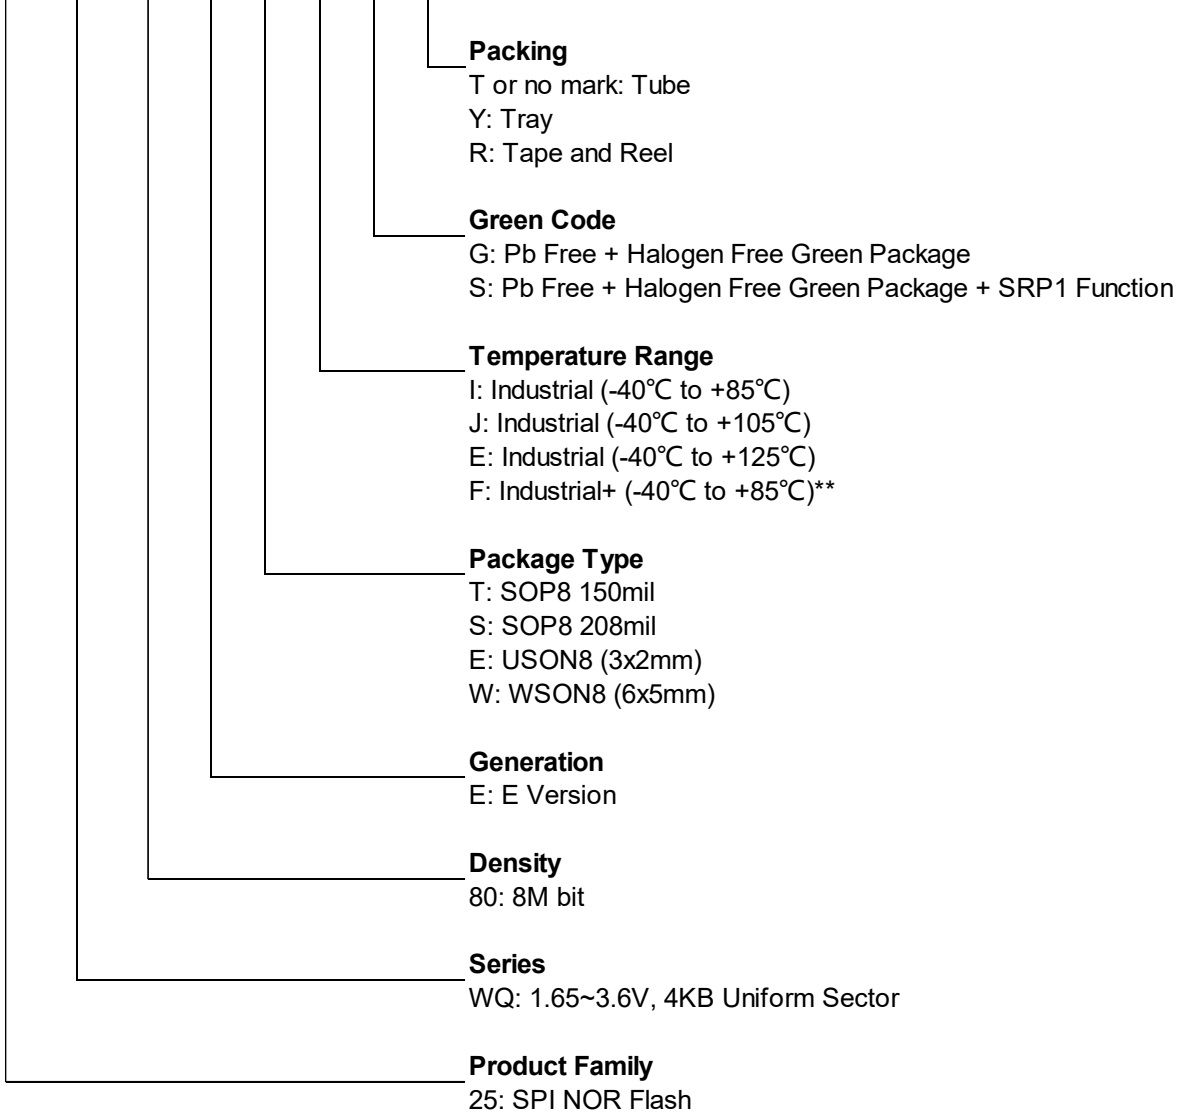 Packing
T or no mark: Tube
Y: Tray
R: Tape and Reel
Green Code
G: Pb Free + Halogen Free Green Package
S: Pb Free + Halogen Free Green Package + SRP1 Function
Temperature Range
I: Industrial (-40℃ to +85℃)
J: Industrial (-40℃ to +105℃)
E: Industrial (-40℃ to +125℃)
F: Industrial+ (-40℃ to +85℃)**
Package Type
T: SOP8 150mil
S: SOP8 208mil
E: USON8 (3x2mm)
W: WSON8 (6x5mm)
Generation
E: E Version
Density
80: 8M bit
Series
WQ: 1.65~3.6V, 4KB Uniform Sector
Product Family
25: SPI NOR Flash